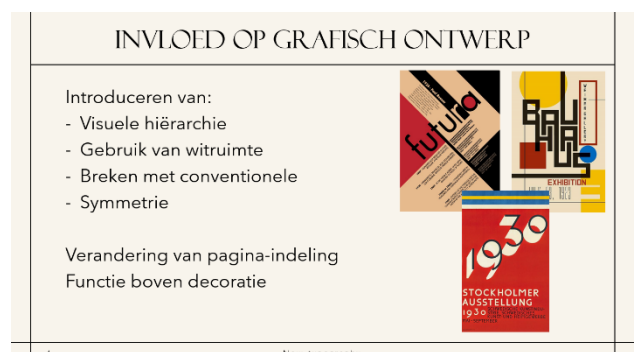 INVLOED OP GRAFISCH ONTWERP
Introduceren van:
- Visuele hiërarchie
- Gebruik van witruimte
- Breken met conventionele
- Symmetrie
Verandering van pagina-indeling
Functie boven decoratie
futura
BAUHAUS
EXHIBITION
1930
STOCKHOLMER
AUSSTELLUNG
1930